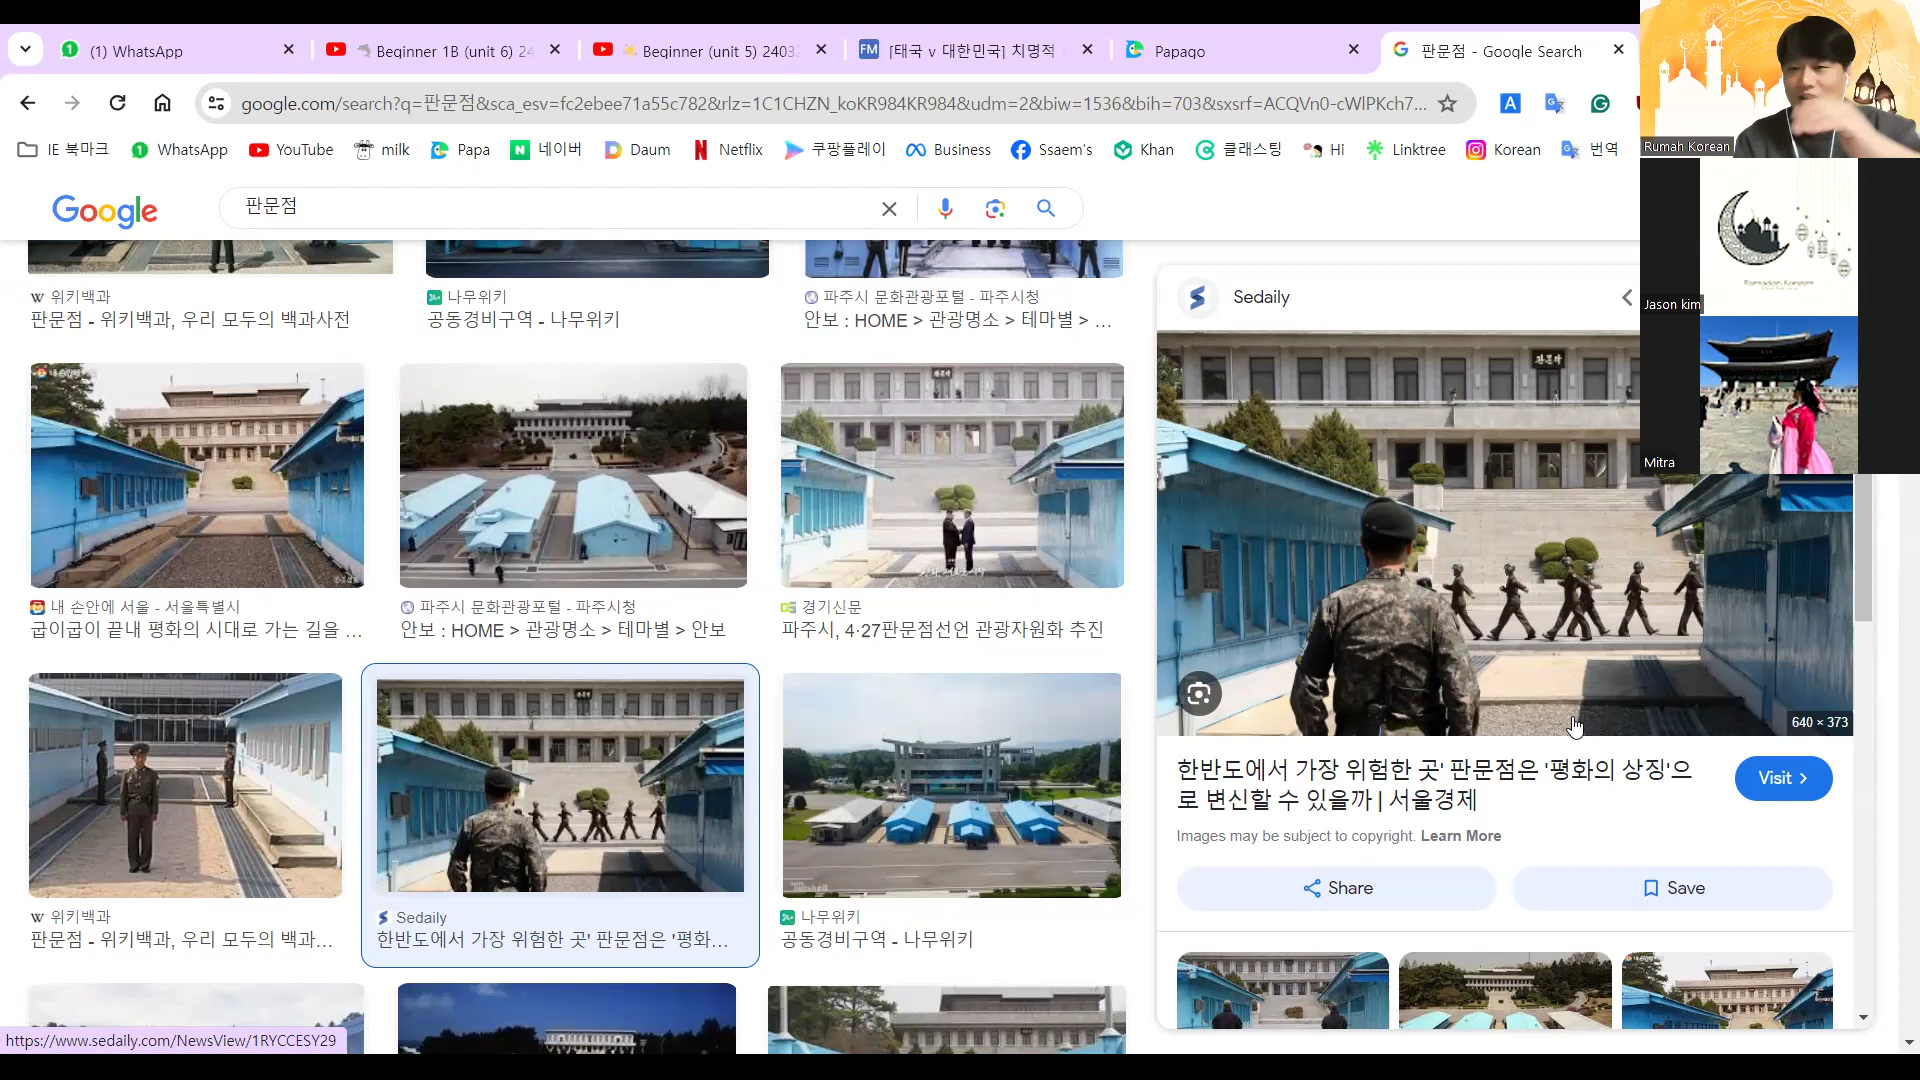 (1) WhatsApp
Beginner 1B (unit 6) 24
Beginner (unit 5) 2403
[태국 v 대한민국] 치명적
Papago
판문점 - Google Search
google.com/search?q=판문점&sca_esv=fc2ebee71a55c782&rlz=1C1CHZN_koKR984KR984&udm=2&biw=1536&bih=703&sxsrf=ACQVn0-cWlPKch7...
IE 북마크
WhatsApp
YouTube
milk
Papa
네이버
Daum
Netflix
쿠팡플레이
Business
Ssaem's
Khan
클래스팅
Hi
Linktree
Korean
번역
Rumah Korean
Google
판문점
위키백과
판문점 - 위키백과, 우리 모두의 백과사전
나무위키
공동경비구역 - 나무위키
파주시 문화관광포털 - 파주시청
안보 : HOME > 관광명소 > 테마별 > ...
Sedaily
Jason kim
Mitra
판문각
내 손안에 서울 - 서울특별시
굽이굽이 끝내 평화의 시대로 가는 길을 ...
파주시 문화관광포털 - 파주시청
안보 : HOME > 관광명소 > 테마별 > 안보
경기신문
파주시, 4·27판문점선언 관광자원화 추진
640 × 373
한반도에서 가장 위험한 곳' 판문점은 '평화의 상징'으
로 변신할 수 있을까 | 서울경제
Visit
Images may be subject to copyright. Learn More
Share
Save
위키백과
판문점 - 위키백과, 우리 모두의 백과...
Sedaily
한반도에서 가장 위험한 곳' 판문점은 '평화...
나무위키
공동경비구역 - 나무위키
https://www.sedaily.com/NewsView/1RYCCESY29